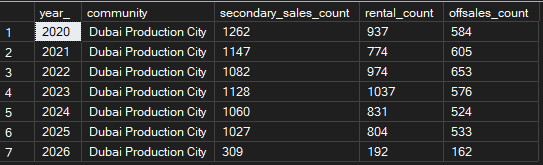 year_ community secondary_sales_count rental_count offsales_count
1 2020 Dubai Production City 1262 937 584
2 2021 Dubai Production City 1147 774 605
3 2022 Dubai Production City 1082 974 653
4 2023 Dubai Production City 1128 1037 576
5 2024 Dubai Production City 1060 831 524
6 2025 Dubai Production City 1027 804 533
7 2026 Dubai Production City 309 192 162